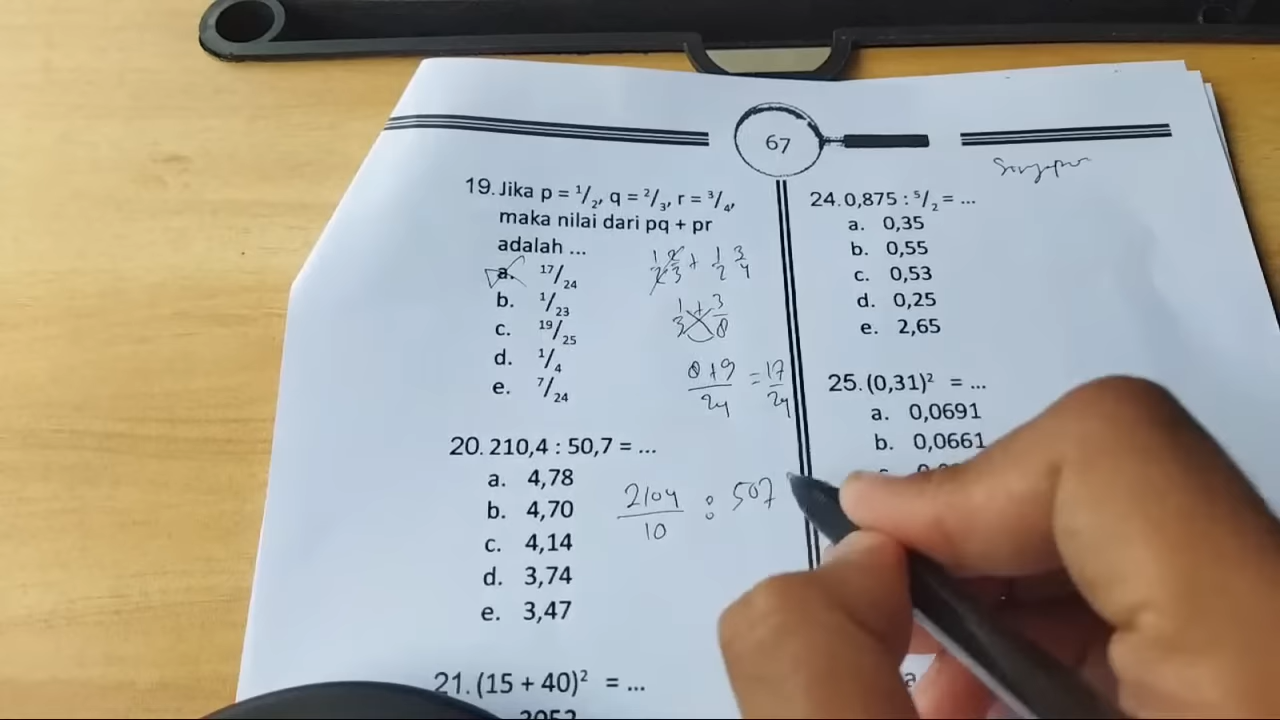 67
19. Jika p = ¹/₂, q = ²/₃, r = ³/₄,
maka nilai dari pq + pr
adalah ...
a. ¹⁷/₂₄
b. ¹/₂₃
c. ¹⁹/₂₅
d. ¹/₄
e. ⁷/₂₄
1/2 2/3 + 1/2 3/4
1/3 + 3/8
8+9/24 = 17/24
20. 210,4 : 50,7 = ...
a. 4,78
b. 4,70
c. 4,14
d. 3,74
e. 3,47
2104/10 : 507
21. (15 + 40)² = ...
24. 0,875 : ⁵/₂ = ...
a. 0,35
b. 0,55
c. 0,53
d. 0,25
e. 2,65
25. (0,31)² = ...
a. 0,0691
b. 0,0661